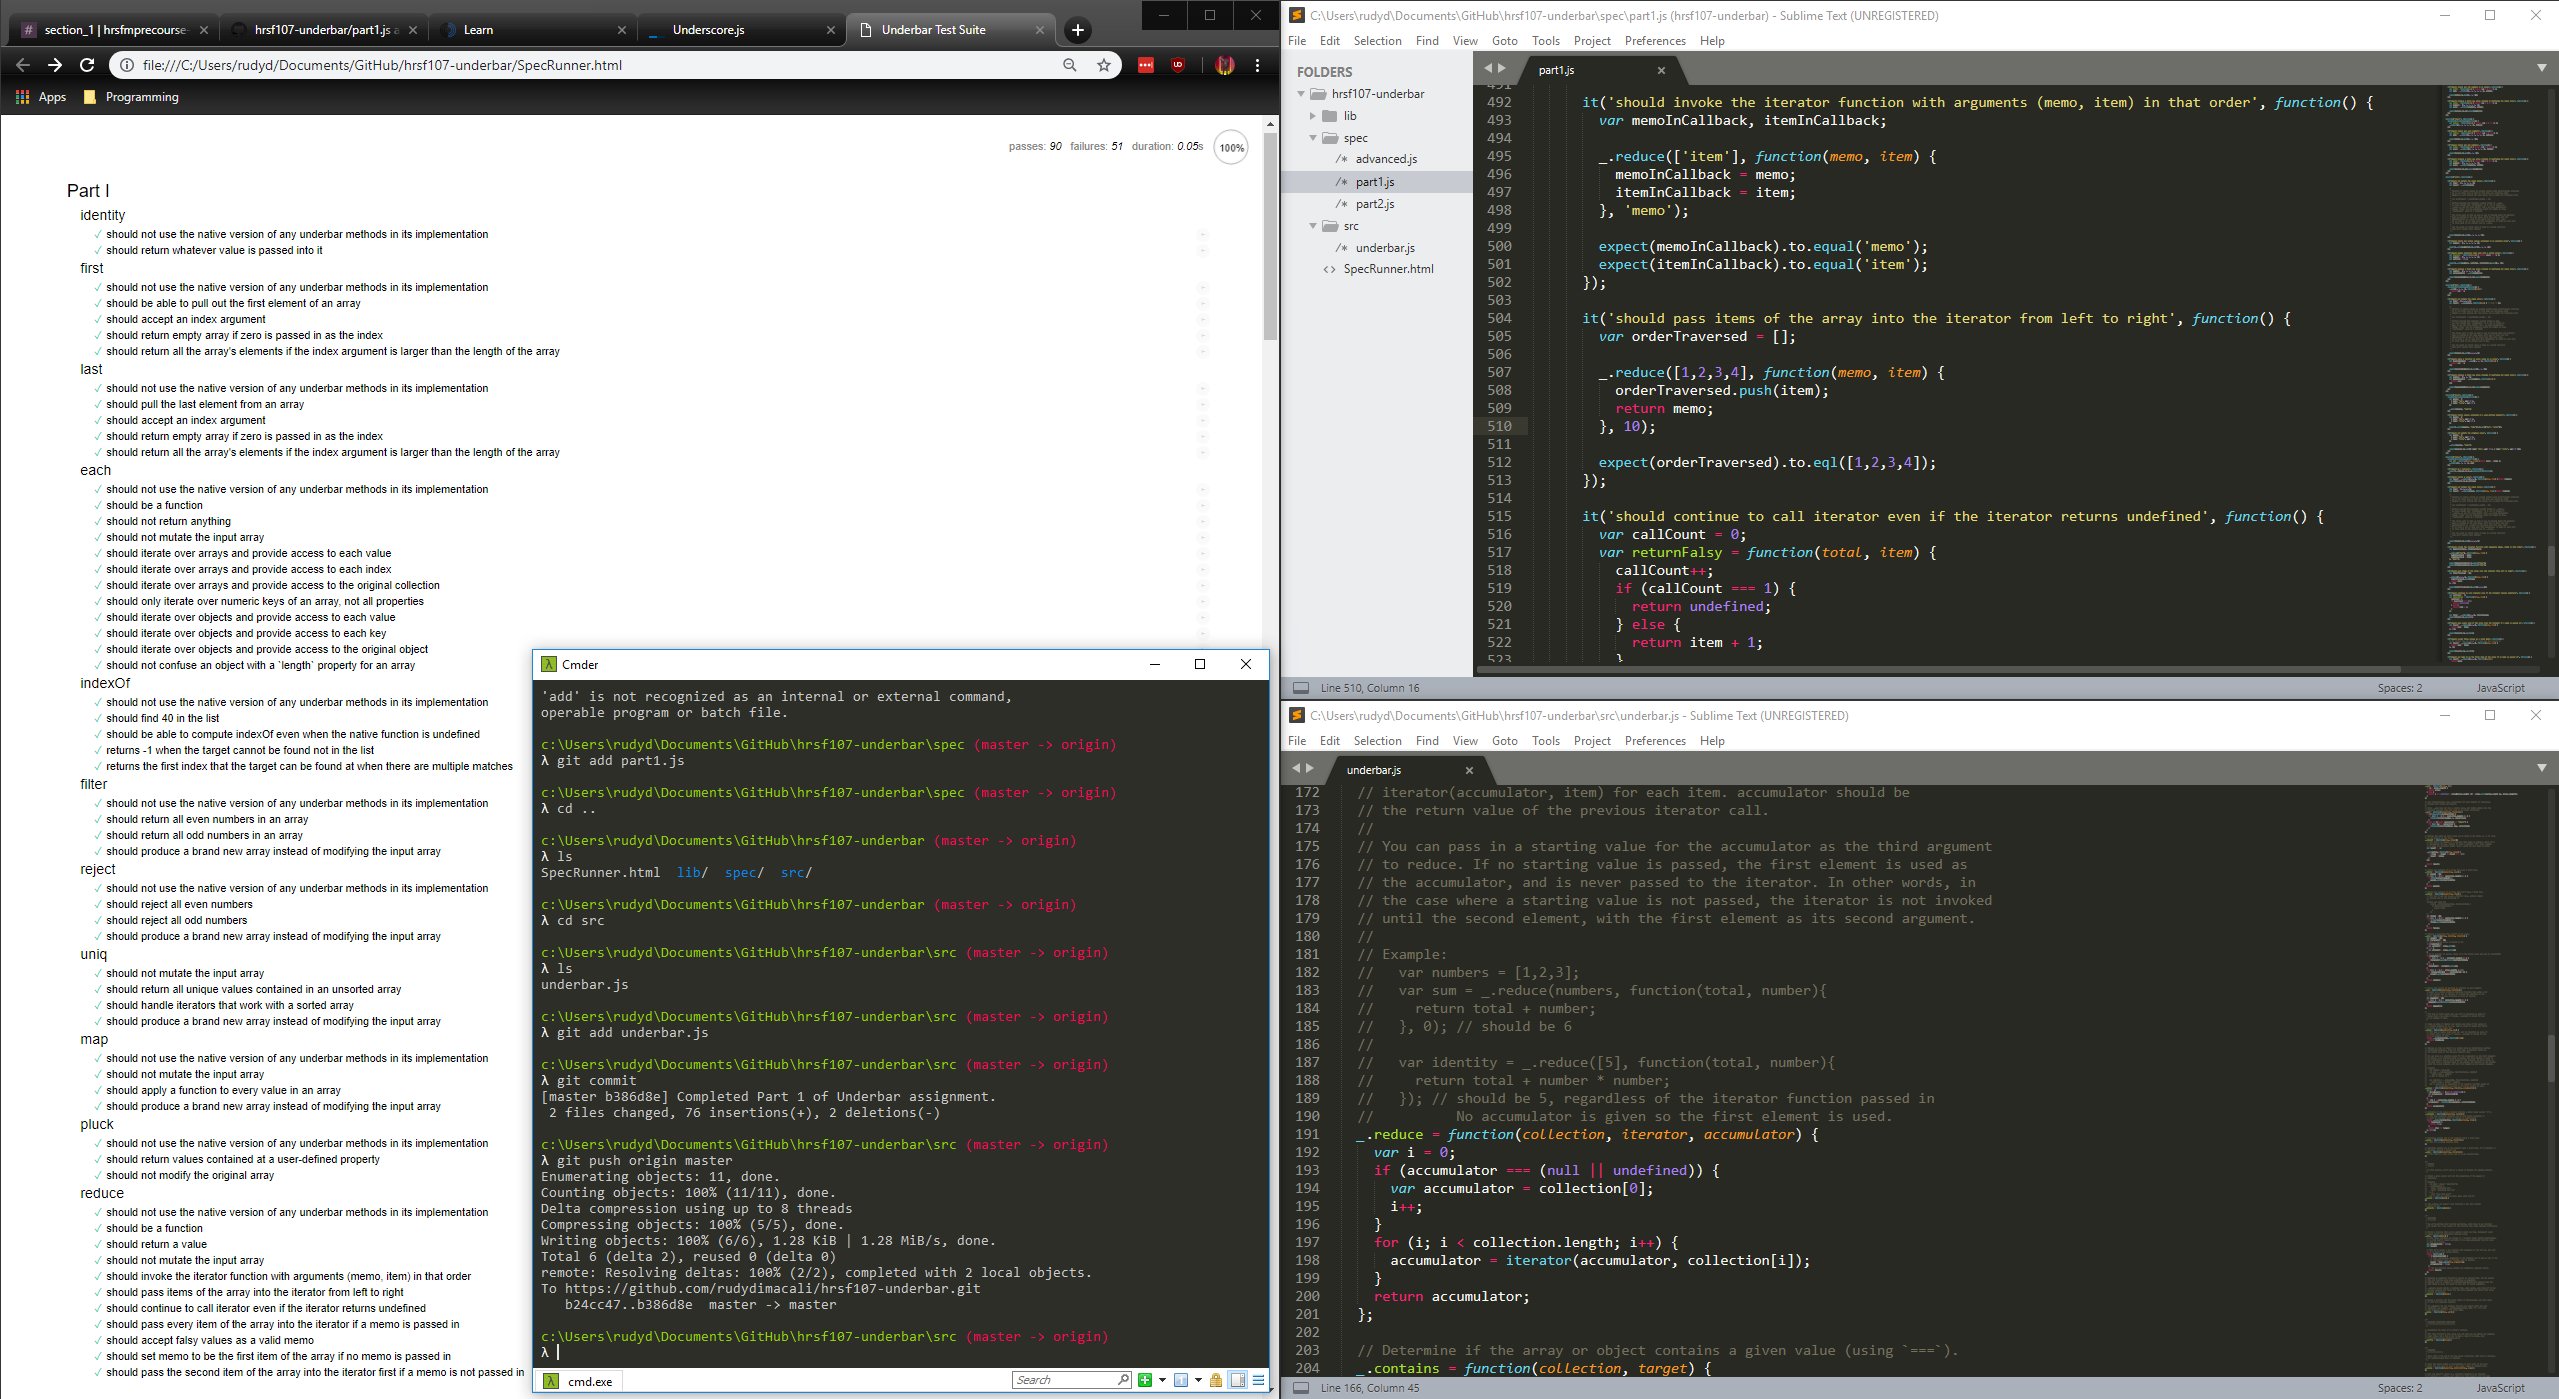 section_1 | hrsfmprecourse-
hrsf107-underbar/part1.js a
Learn
Underscore.js
Underbar Test Suite
file:///C:/Users/rudyd/Documents/GitHub/hrsf107-underbar/SpecRunner.html
Apps
Programming
passes: 90 failures: 51 duration: 0.05s 100%
Part I
identity
✓ should not use the native version of any underbar methods in its implementation
✓ should return whatever value is passed into it
first
✓ should not use the native version of any underbar methods in its implementation
✓ should be able to pull out the first element of an array
✓ should accept an index argument
✓ should return empty array if zero is passed in as the index
✓ should return all the array's elements if the index argument is larger than the length of the array
last
✓ should not use the native version of any underbar methods in its implementation
✓ should pull the last element from an array
✓ should accept an index argument
✓ should return empty array if zero is passed in as the index
✓ should return all the array's elements if the index argument is larger than the length of the array
each
✓ should not use the native version of any underbar methods in its implementation
✓ should be a function
✓ should not return anything
✓ should not mutate the input array
✓ should iterate over arrays and provide access to each value
✓ should iterate over arrays and provide access to each index
✓ should iterate over arrays and provide access to the original collection
✓ should only iterate over numeric keys of an array, not all properties
✓ should iterate over objects and provide access to each value
✓ should iterate over objects and provide access to each key
✓ should iterate over objects and provide access to the original object
✓ should not confuse an object with a `length` property for an array
indexOf
✓ should not use the native version of any underbar methods in its implementation
✓ should find 40 in the list
✓ should be able to compute indexOf even when the native function is undefined
✓ returns -1 when the target cannot be found not in the list
✓ returns the first index that the target can be found at when there are multiple matches
filter
✓ should not use the native version of any underbar methods in its implementation
✓ should return all even numbers in an array
✓ should return all odd numbers in an array
✓ should produce a brand new array instead of modifying the input array
reject
✓ should not use the native version of any underbar methods in its implementation
✓ should reject all even numbers
✓ should reject all odd numbers
✓ should produce a brand new array instead of modifying the input array
uniq
✓ should not mutate the input array
✓ should return all unique values contained in an unsorted array
✓ should handle iterators that work with a sorted array
✓ should produce a brand new array instead of modifying the input array
map
✓ should not use the native version of any underbar methods in its implementation
✓ should not mutate the input array
✓ should apply a function to every value in an array
✓ should produce a brand new array instead of modifying the input array
pluck
✓ should not use the native version of any underbar methods in its implementation
✓ should return values contained at a user-defined property
✓ should not modify the original array
reduce
✓ should not use the native version of any underbar methods in its implementation
✓ should be a function
✓ should return a value
✓ should not mutate the input array
✓ should invoke the iterator function with arguments (memo, item) in that order
✓ should pass items of the array into the iterator from left to right
✓ should continue to call iterator even if the iterator returns undefined
✓ should pass every item of the array into the iterator if a memo is passed in
✓ should accept falsy values as a valid memo
✓ should set memo to be the first item of the array if no memo is passed in
✓ should pass the second item of the array into the iterator first if a memo is not passed in
λ Cmder
'add' is not recognized as an internal or external command,
operable program or batch file.
c:\Users\rudyd\Documents\GitHub\hrsf107-underbar\spec (master -> origin)
λ git add part1.js
c:\Users\rudyd\Documents\GitHub\hrsf107-underbar\spec (master -> origin)
λ cd ..
c:\Users\rudyd\Documents\GitHub\hrsf107-underbar (master -> origin)
λ ls
SpecRunner.html lib/ spec/ src/
c:\Users\rudyd\Documents\GitHub\hrsf107-underbar (master -> origin)
λ cd src
c:\Users\rudyd\Documents\GitHub\hrsf107-underbar\src (master -> origin)
λ ls
underbar.js
c:\Users\rudyd\Documents\GitHub\hrsf107-underbar\src (master -> origin)
λ git add underbar.js
c:\Users\rudyd\Documents\GitHub\hrsf107-underbar\src (master -> origin)
λ git commit
[master b386d8e] Completed Part 1 of Underbar assignment.
2 files changed, 76 insertions(+), 2 deletions(-)
c:\Users\rudyd\Documents\GitHub\hrsf107-underbar\src (master -> origin)
λ git push origin master
Enumerating objects: 11, done.
Counting objects: 100% (11/11), done.
Delta compression using up to 8 threads
Compressing objects: 100% (5/5), done.
Writing objects: 100% (6/6), 1.28 KiB | 1.28 MiB/s, done.
Total 6 (delta 2), reused 0 (delta 0)
remote: Resolving deltas: 100% (2/2), completed with 2 local objects.
To https://github.com/rudydimacali/hrsf107-underbar.git
b24cc47..b386d8e master -> master
c:\Users\rudyd\Documents\GitHub\hrsf107-underbar\src (master -> origin)
λ
λ cmd.exe
Search
C:\Users\rudyd\Documents\GitHub\hrsf107-underbar\spec\part1.js (hrsf107-underbar) - Sublime Text (UNREGISTERED)
File Edit Selection Find View Goto Tools Project Preferences Help
FOLDERS
hrsf107-underbar
lib
spec
/* advanced.js
/* part1.js
/* part2.js
src
/* underbar.js
<> SpecRunner.html
part1.js
491
492 it('should invoke the iterator function with arguments (memo, item) in that order', function() {
493 var memoInCallback, itemInCallback;
494
495 _.reduce(['item'], function(memo, item) {
496 memoInCallback = memo;
497 itemInCallback = item;
498 }, 'memo');
499
500 expect(memoInCallback).to.equal('memo');
501 expect(itemInCallback).to.equal('item');
502 });
503
504 it('should pass items of the array into the iterator from left to right', function() {
505 var orderTraversed = [];
506
507 _.reduce([1,2,3,4], function(memo, item) {
508 orderTraversed.push(item);
509 return memo;
510 }, 10);
511
512 expect(orderTraversed).to.eql([1,2,3,4]);
513 });
514
515 it('should continue to call iterator even if the iterator returns undefined', function() {
516 var callCount = 0;
517 var returnFalsy = function(total, item) {
518 callCount++;
519 if (callCount === 1) {
520 return undefined;
521 } else {
522 return item + 1;
523 }
Line 510, Column 16
Spaces: 2
JavaScript
C:\Users\rudyd\Documents\GitHub\hrsf107-underbar\src\underbar.js - Sublime Text (UNREGISTERED)
File Edit Selection Find View Goto Tools Project Preferences Help
underbar.js
172 // iterator(accumulator, item) for each item. accumulator should be
173 // the return value of the previous iterator call.
174 //
175 // You can pass in a starting value for the accumulator as the third argument
176 // to reduce. If no starting value is passed, the first element is used as
177 // the accumulator, and is never passed to the iterator. In other words, in
178 // the case where a starting value is not passed, the iterator is not invoked
179 // until the second element, with the first element as its second argument.
180 //
181 // Example:
182 // var numbers = [1,2,3];
183 // var sum = _.reduce(numbers, function(total, number){
184 // return total + number;
185 // }, 0); // should be 6
186 //
187 // var identity = _.reduce([5], function(total, number){
188 // return total + number * number;
189 // }); // should be 5, regardless of the iterator function passed in
190 // No accumulator is given so the first element is used.
191 _.reduce = function(collection, iterator, accumulator) {
192 var i = 0;
193 if (accumulator === (null || undefined)) {
194 var accumulator = collection[0];
195 i++;
196 }
197 for (i; i < collection.length; i++) {
198 accumulator = iterator(accumulator, collection[i]);
199 }
200 return accumulator;
201 };
202
203 // Determine if the array or object contains a given value (using `===`).
204 _.contains = function(collection, target) {
Line 166, Column 45
Spaces: 2
JavaScript